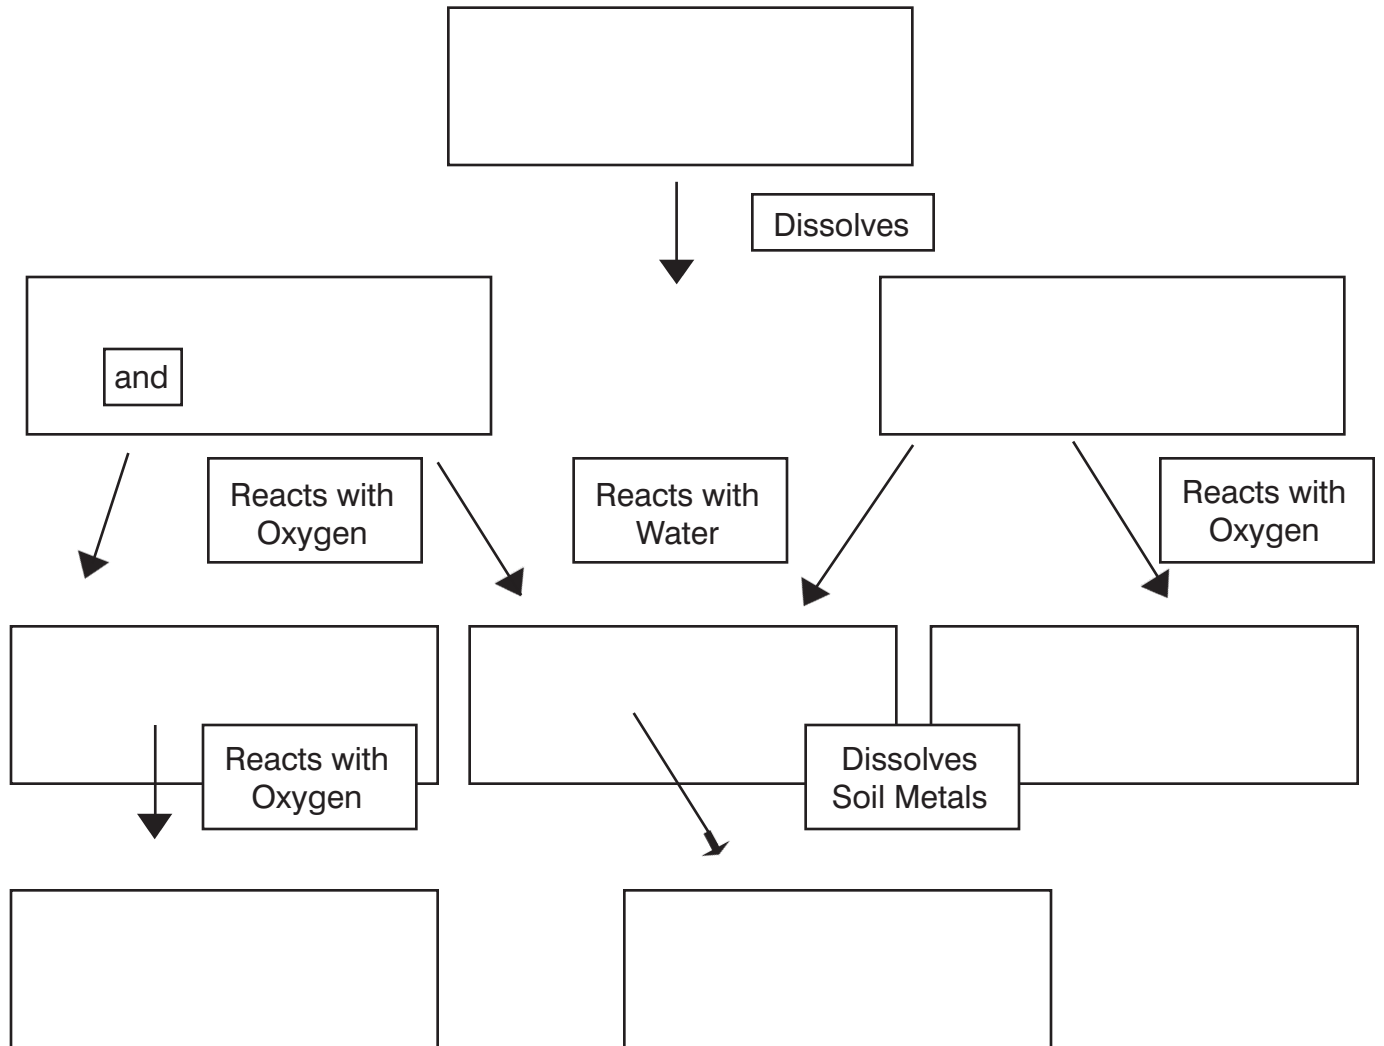 Dissolves
and
Reacts with
Oxygen
Reacts with
Water
Reacts with
Oxygen
Reacts with
Oxygen
Dissolves
Soil Metals